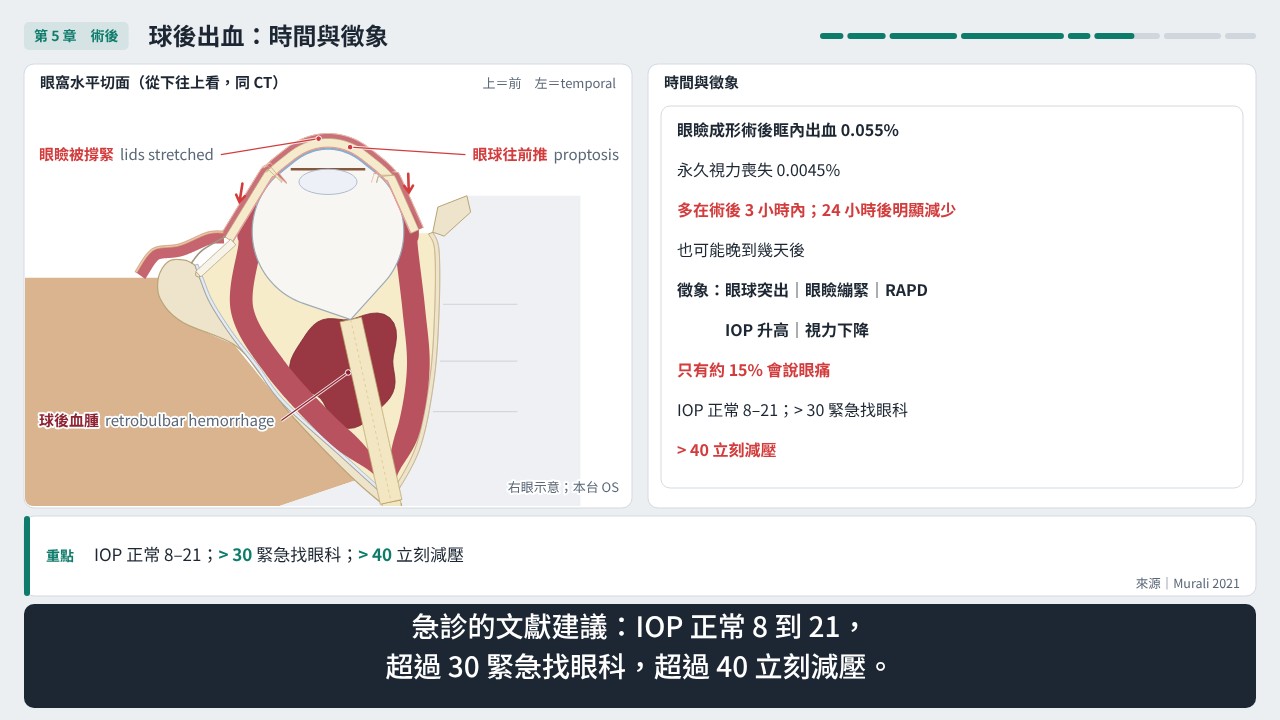 第 5 章　術後
球後出血：時間與徵象
眼窩水平切面（從下往上看，同 CT）
上＝前　左＝temporal
眼瞼被撐緊 lids stretched
眼球往前推 proptosis
球後血腫 retrobulbar hemorrhage
右眼示意；本台 OS
時間與徵象
眼瞼成形術後眶內出血 0.055%
永久視力喪失 0.0045%
多在術後 3 小時內；24 小時後明顯減少
也可能晚到幾天後
徵象：眼球突出｜眼瞼繃緊｜RAPD
IOP 升高｜視力下降
只有約 15% 會說眼痛
IOP 正常 8–21；> 30 緊急找眼科
> 40 立刻減壓
重點　IOP 正常 8–21；> 30 緊急找眼科；> 40 立刻減壓
來源｜Murali 2021
急診的文獻建議：IOP 正常 8 到 21，
超過 30 緊急找眼科，超過 40 立刻減壓。